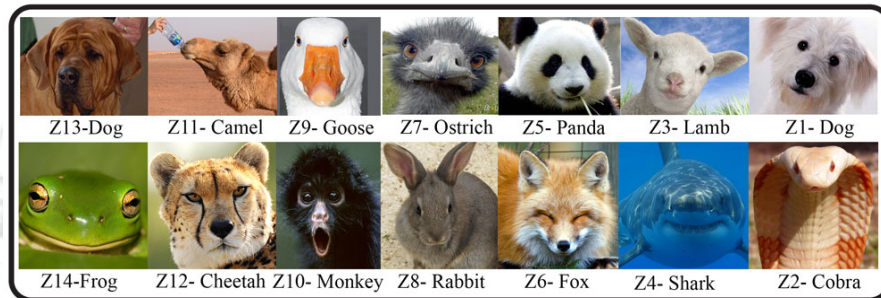 Z13-Dog Z11- Camel Z9- Goose Z7- Ostrich Z5- Panda Z3- Lamb Z1- Dog
Z14-Frog Z12- Cheetah Z10- Monkey Z8- Rabbit Z6- Fox Z4- Shark Z2- Cobra